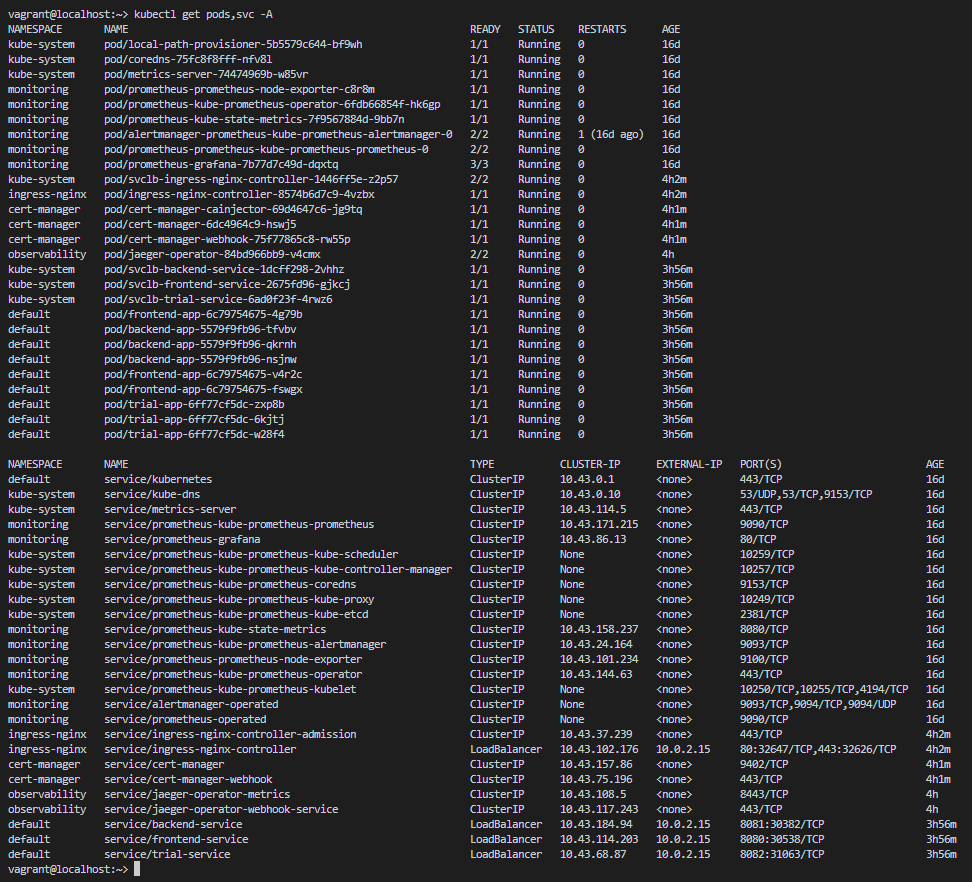 vagrant@localhost:~> kubectl get pods,svc -A
NAMESPACE NAME READY STATUS RESTARTS AGE
kube-system pod/local-path-provisioner-5b5579c644-bf9wh 1/1 Running 0 16d
kube-system pod/coredns-75fc8f8fff-nfv8l 1/1 Running 0 16d
kube-system pod/metrics-server-74474969b-w85vr 1/1 Running 0 16d
monitoring pod/prometheus-prometheus-node-exporter-c8r8m 1/1 Running 0 16d
monitoring pod/prometheus-kube-prometheus-operator-6fdb66854f-hk6gp 1/1 Running 0 16d
monitoring pod/prometheus-kube-state-metrics-7f9567884d-9bb7n 1/1 Running 0 16d
monitoring pod/alertmanager-prometheus-kube-prometheus-alertmanager-0 2/2 Running 1 (16d ago) 16d
monitoring pod/prometheus-prometheus-kube-prometheus-prometheus-0 2/2 Running 0 16d
monitoring pod/prometheus-grafana-7b77d7c49d-dqxtq 3/3 Running 0 16d
kube-system pod/svclb-ingress-nginx-controller-1446ff5e-z2p57 2/2 Running 0 4h2m
ingress-nginx pod/ingress-nginx-controller-8574b6d7c9-4vzbx 1/1 Running 0 4h2m
cert-manager pod/cert-manager-cainjector-69d4647c6-jg9tq 1/1 Running 0 4h1m
cert-manager pod/cert-manager-6dc4964c9-hswj5 1/1 Running 0 4h1m
cert-manager pod/cert-manager-webhook-75f77865c8-rw55p 1/1 Running 0 4h1m
observability pod/jaeger-operator-84bd966bb9-v4cmx 2/2 Running 0 4h
kube-system pod/svclb-backend-service-1dcff298-2vhhz 1/1 Running 0 3h56m
kube-system pod/svclb-frontend-service-2675fd96-gjkcj 1/1 Running 0 3h56m
kube-system pod/svclb-trial-service-6ad0f23f-4rwz6 1/1 Running 0 3h56m
default pod/frontend-app-6c79754675-4g79b 1/1 Running 0 3h56m
default pod/backend-app-5579f9fb96-tfvbv 1/1 Running 0 3h56m
default pod/backend-app-5579f9fb96-qkrnh 1/1 Running 0 3h56m
default pod/backend-app-5579f9fb96-nsjnw 1/1 Running 0 3h56m
default pod/frontend-app-6c79754675-v4r2c 1/1 Running 0 3h56m
default pod/frontend-app-6c79754675-fswgx 1/1 Running 0 3h56m
default pod/trial-app-6ff77cf5dc-zxp8b 1/1 Running 0 3h56m
default pod/trial-app-6ff77cf5dc-6kjtj 1/1 Running 0 3h56m
default pod/trial-app-6ff77cf5dc-w28f4 1/1 Running 0 3h56m
NAMESPACE NAME TYPE CLUSTER-IP EXTERNAL-IP PORT(S) AGE
default service/kubernetes ClusterIP 10.43.0.1 <none> 443/TCP 16d
kube-system service/kube-dns ClusterIP 10.43.0.10 <none> 53/UDP,53/TCP,9153/TCP 16d
kube-system service/metrics-server ClusterIP 10.43.114.5 <none> 443/TCP 16d
monitoring service/prometheus-kube-prometheus-prometheus ClusterIP 10.43.171.215 <none> 9090/TCP 16d
monitoring service/prometheus-grafana ClusterIP 10.43.86.13 <none> 80/TCP 16d
kube-system service/prometheus-kube-prometheus-kube-scheduler ClusterIP None <none> 10259/TCP 16d
kube-system service/prometheus-kube-prometheus-kube-controller-manager ClusterIP None <none> 10257/TCP 16d
kube-system service/prometheus-kube-prometheus-coredns ClusterIP None <none> 9153/TCP 16d
kube-system service/prometheus-kube-prometheus-kube-proxy ClusterIP None <none> 10249/TCP 16d
kube-system service/prometheus-kube-prometheus-kube-etcd ClusterIP None <none> 2381/TCP 16d
monitoring service/prometheus-kube-state-metrics ClusterIP 10.43.158.237 <none> 8080/TCP 16d
monitoring service/prometheus-kube-prometheus-alertmanager ClusterIP 10.43.24.164 <none> 9093/TCP 16d
monitoring service/prometheus-prometheus-node-exporter ClusterIP 10.43.101.234 <none> 9100/TCP 16d
monitoring service/prometheus-kube-prometheus-operator ClusterIP 10.43.144.63 <none> 443/TCP 16d
kube-system service/prometheus-kube-prometheus-kubelet ClusterIP None <none> 10250/TCP,10255/TCP,4194/TCP 16d
monitoring service/alertmanager-operated ClusterIP None <none> 9093/TCP,9094/TCP,9094/UDP 16d
monitoring service/prometheus-operated ClusterIP None <none> 9090/TCP 16d
ingress-nginx service/ingress-nginx-controller-admission ClusterIP 10.43.37.239 <none> 443/TCP 4h2m
ingress-nginx service/ingress-nginx-controller LoadBalancer 10.43.102.176 10.0.2.15 80:32647/TCP,443:32626/TCP 4h2m
cert-manager service/cert-manager ClusterIP 10.43.157.86 <none> 9402/TCP 4h1m
cert-manager service/cert-manager-webhook ClusterIP 10.43.75.196 <none> 443/TCP 4h1m
observability service/jaeger-operator-metrics ClusterIP 10.43.108.5 <none> 8443/TCP 4h
observability service/jaeger-operator-webhook-service ClusterIP 10.43.117.243 <none> 443/TCP 4h
default service/backend-service LoadBalancer 10.43.184.94 10.0.2.15 8081:30382/TCP 3h56m
default service/frontend-service LoadBalancer 10.43.114.203 10.0.2.15 8080:30538/TCP 3h56m
default service/trial-service LoadBalancer 10.43.68.87 10.0.2.15 8082:31063/TCP 3h56m
vagrant@localhost:~>